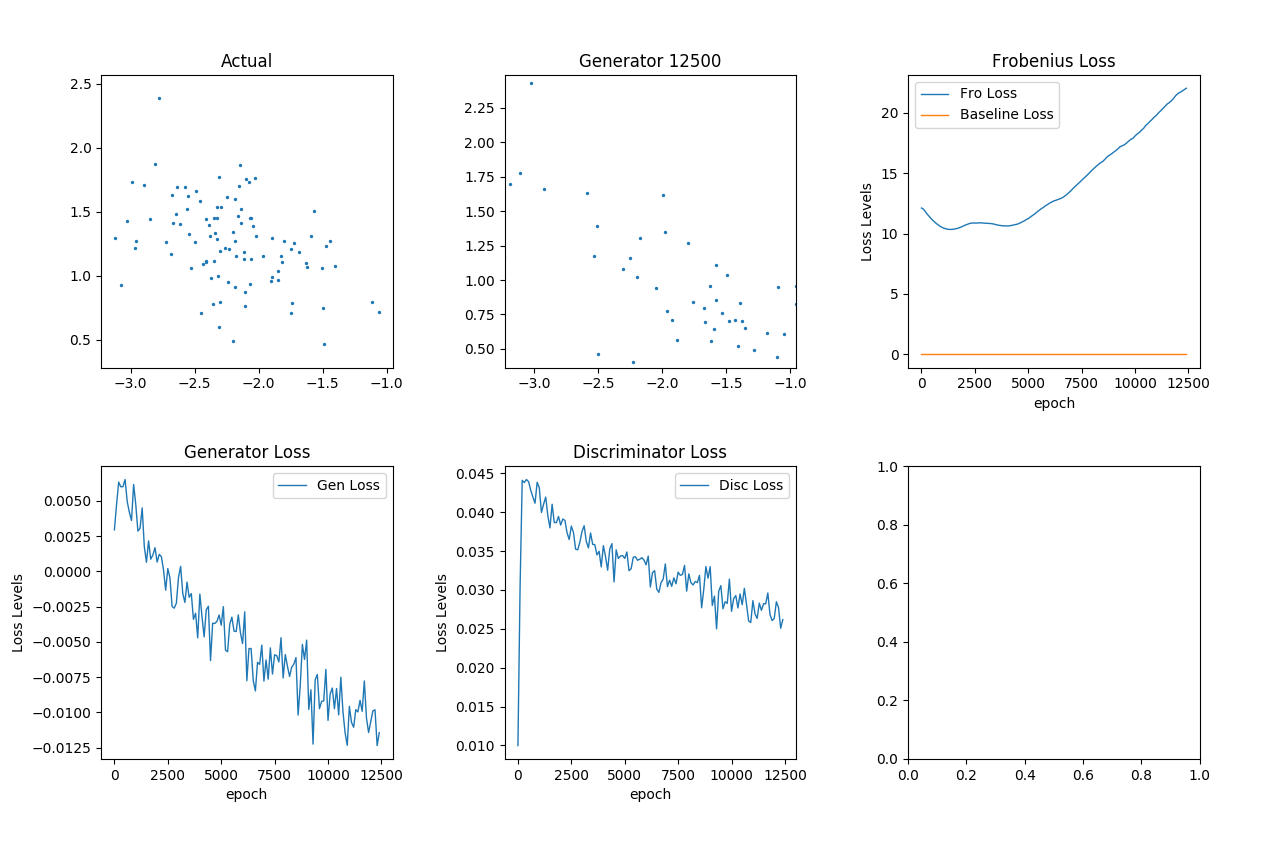 Actual
2.5
2.0
1.5
1.0
0.5
−3.0 −2.5 −2.0 −1.5 −1.0
Generator 12500
2.25
2.00
1.75
1.50
1.25
1.00
0.75
0.50
−3.0 −2.5 −2.0 −1.5 −1.0
Frobenius Loss
Fro Loss
Baseline Loss
Loss Levels
20
15
10
5
0
0 2500 5000 7500 10000 12500
epoch
Generator Loss
Gen Loss
Loss Levels
0.0050
0.0025
0.0000
−0.0025
−0.0050
−0.0075
−0.0100
−0.0125
0 2500 5000 7500 10000 12500
epoch
Discriminator Loss
Disc Loss
Loss Levels
0.045
0.040
0.035
0.030
0.025
0.020
0.015
0.010
0 2500 5000 7500 10000 12500
epoch
1.0
0.8
0.6
0.4
0.2
0.0
0.0 0.2 0.4 0.6 0.8 1.0